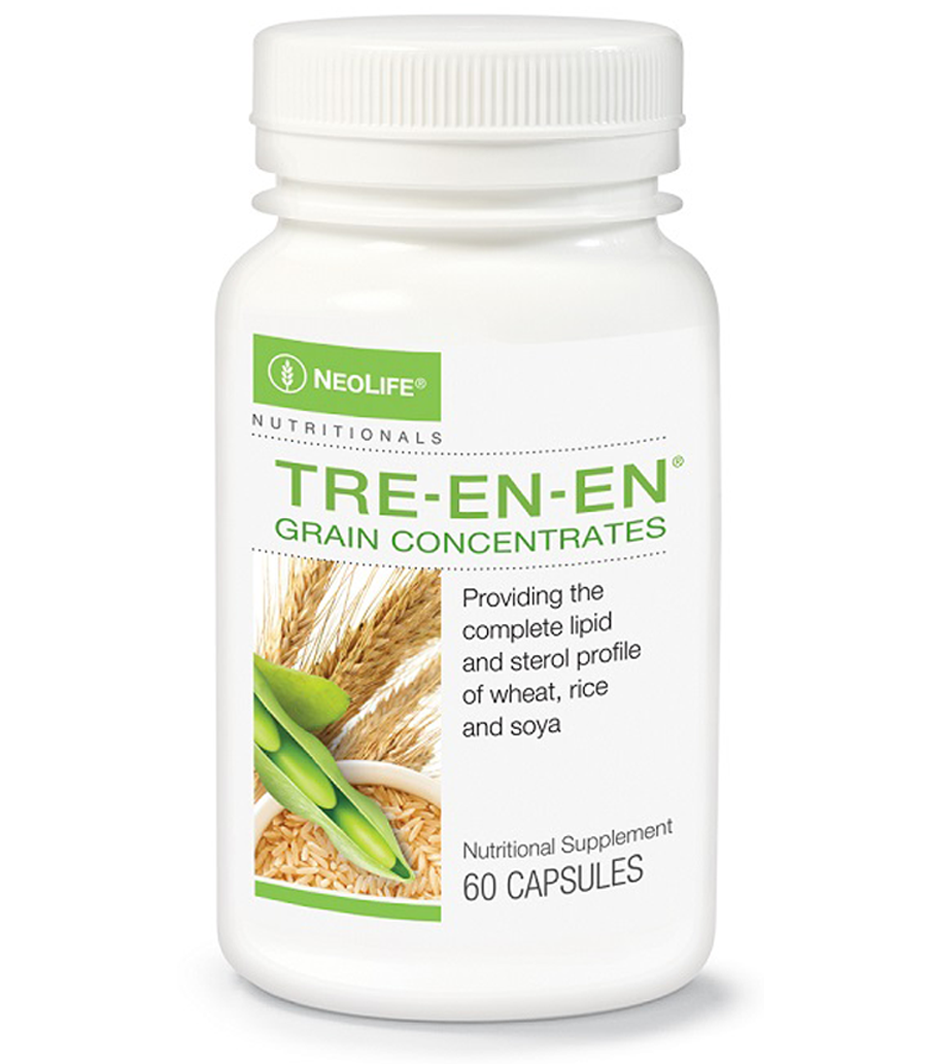 NEOLIFE®
NUTRITIONALS
TRE-EN-EN®
GRAIN CONCENTRATES
Providing the
complete lipid
and sterol profile
of wheat, rice
and soya
Nutritional Supplement
60 CAPSULES